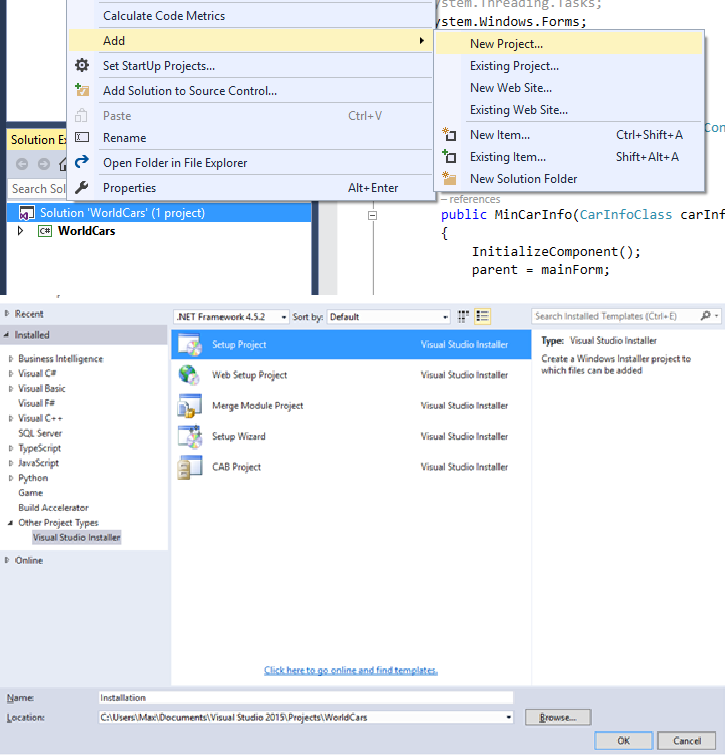 ystem.Threading.Tasks;
ystem.Windows.Forms;
Calculate Code Metrics
Add
Set StartUp Projects...
Add Solution to Source Control...
Paste Ctrl+V
Rename
Open Folder in File Explorer
Properties Alt+Enter
New Project...
Existing Project...
New Web Site...
Existing Web Site...
New Item... Ctrl+Shift+A
Existing Item... Shift+Alt+A
New Solution Folder
Con
Solution Ex
Search Sol
Solution 'WorldCars' (1 project)
C# WorldCars
references
public MinCarInfo(CarInfoClass carInf
{
InitializeComponent();
parent = mainForm;
Recent
Installed
Business Intelligence
Visual C#
Visual Basic
Visual F#
Visual C++
SQL Server
TypeScript
JavaScript
Python
Game
Build Accelerator
Other Project Types
Visual Studio Installer
Online
.NET Framework 4.5.2 Sort by: Default
Search Installed Templates (Ctrl+E)
Setup Project Visual Studio Installer
Web Setup Project Visual Studio Installer
Merge Module Project Visual Studio Installer
Setup Wizard Visual Studio Installer
CAB Project Visual Studio Installer
Type: Visual Studio Installer
Create a Windows Installer project to
which files can be added
Click here to go online and find templates.
Name: Installation
Location: C:\Users\Max\Documents\Visual Studio 2015\Projects\WorldCars Browse...
OK Cancel